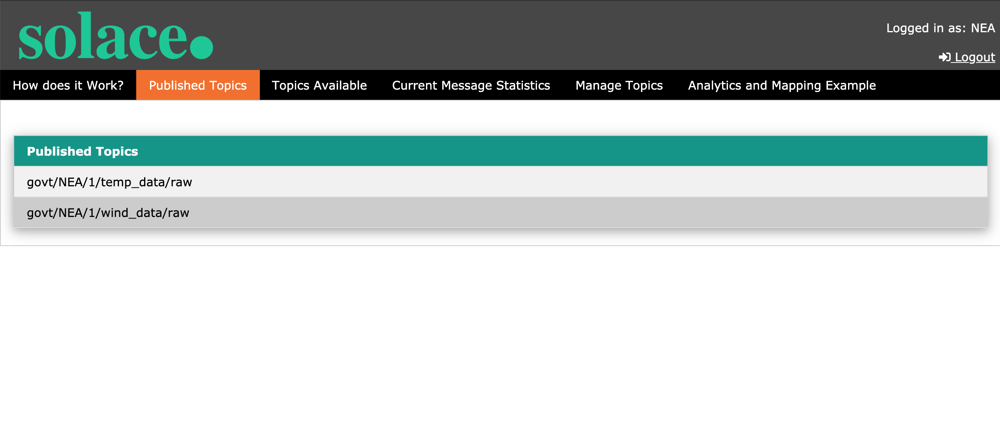 solace.
Logged in as: NEA
Logout
How does it Work? Published Topics Topics Available Current Message Statistics Manage Topics Analytics and Mapping Example
Published Topics
govt/NEA/1/temp_data/raw
govt/NEA/1/wind_data/raw